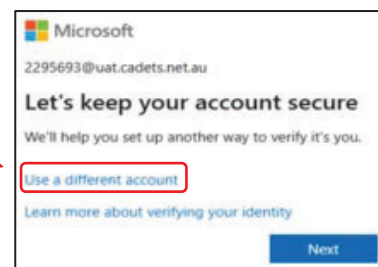 Microsoft
2295693@uat.cadets.net.au
Let's keep your account secure
We'll help you set up another way to verify it's you.
Use a different account
Learn more about verifying your identity
Next